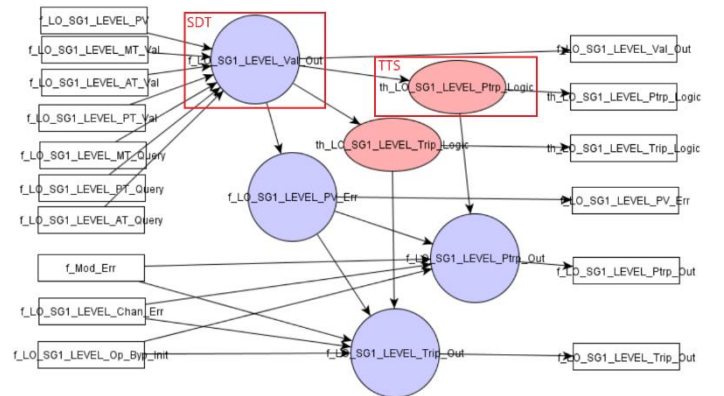 SDT
f_LO_SG1_LEVEL_PV
f_LO_SG1_LEVEL_MT_Val
f_LO_SG1_LEVEL_AT_Val
f_LO_SG1_LEVEL_PT_Val
f_LO_SG1_LEVEL_MT_Query
f_LO_SG1_LEVEL_PT_Query
f_LO_SG1_LEVEL_AT_Query
f_Mod_Err
f_LO_SG1_LEVEL_Chan_Err
f_LO_SG1_LEVEL_Op_Byp_Init
f_LO_SG1_LEVEL_Val_Out
TTS
th_LO_SG1_LEVEL_Ptrp_Logic
th_LO_SG1_LEVEL_Trip_Logic
f_LO_SG1_LEVEL_PV_Err
f_LO_SG1_LEVEL_Ptrp_Out
f_LO_SG1_LEVEL_Trip_Out
f_LO_SG1_LEVEL_Val_Out
th_LO_SG1_LEVEL_Ptrp_Logic
th_LO_SG1_LEVEL_Trip_Logic
f_LO_SG1_LEVEL_PV_Err
f_LO_SG1_LEVEL_Ptrp_Out
f_LO_SG1_LEVEL_Trip_Out